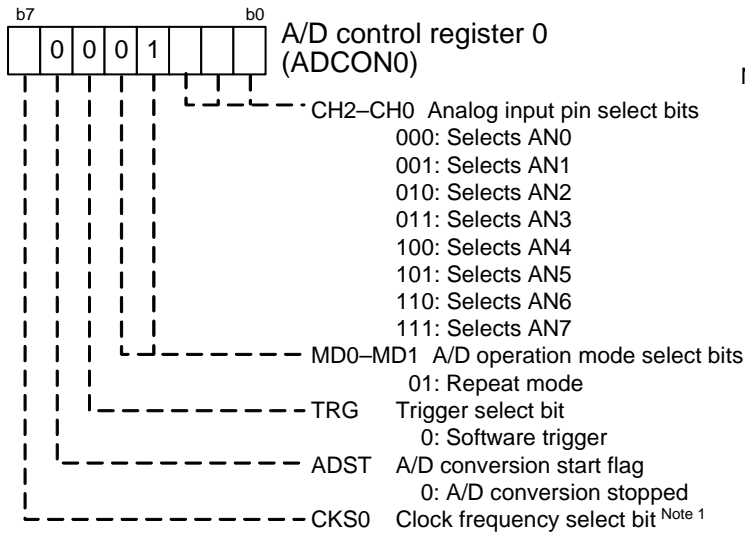 b7 b0
0 0 0 1
A/D control register 0
(ADCON0)
CH2–CH0 Analog input pin select bits
000: Selects AN0
001: Selects AN1
010: Selects AN2
011: Selects AN3
100: Selects AN4
101: Selects AN5
110: Selects AN6
111: Selects AN7
MD0–MD1 A/D operation mode select bits
01: Repeat mode
TRG Trigger select bit
0: Software trigger
ADST A/D conversion start flag
0: A/D conversion stopped
CKS0 Clock frequency select bit Note 1